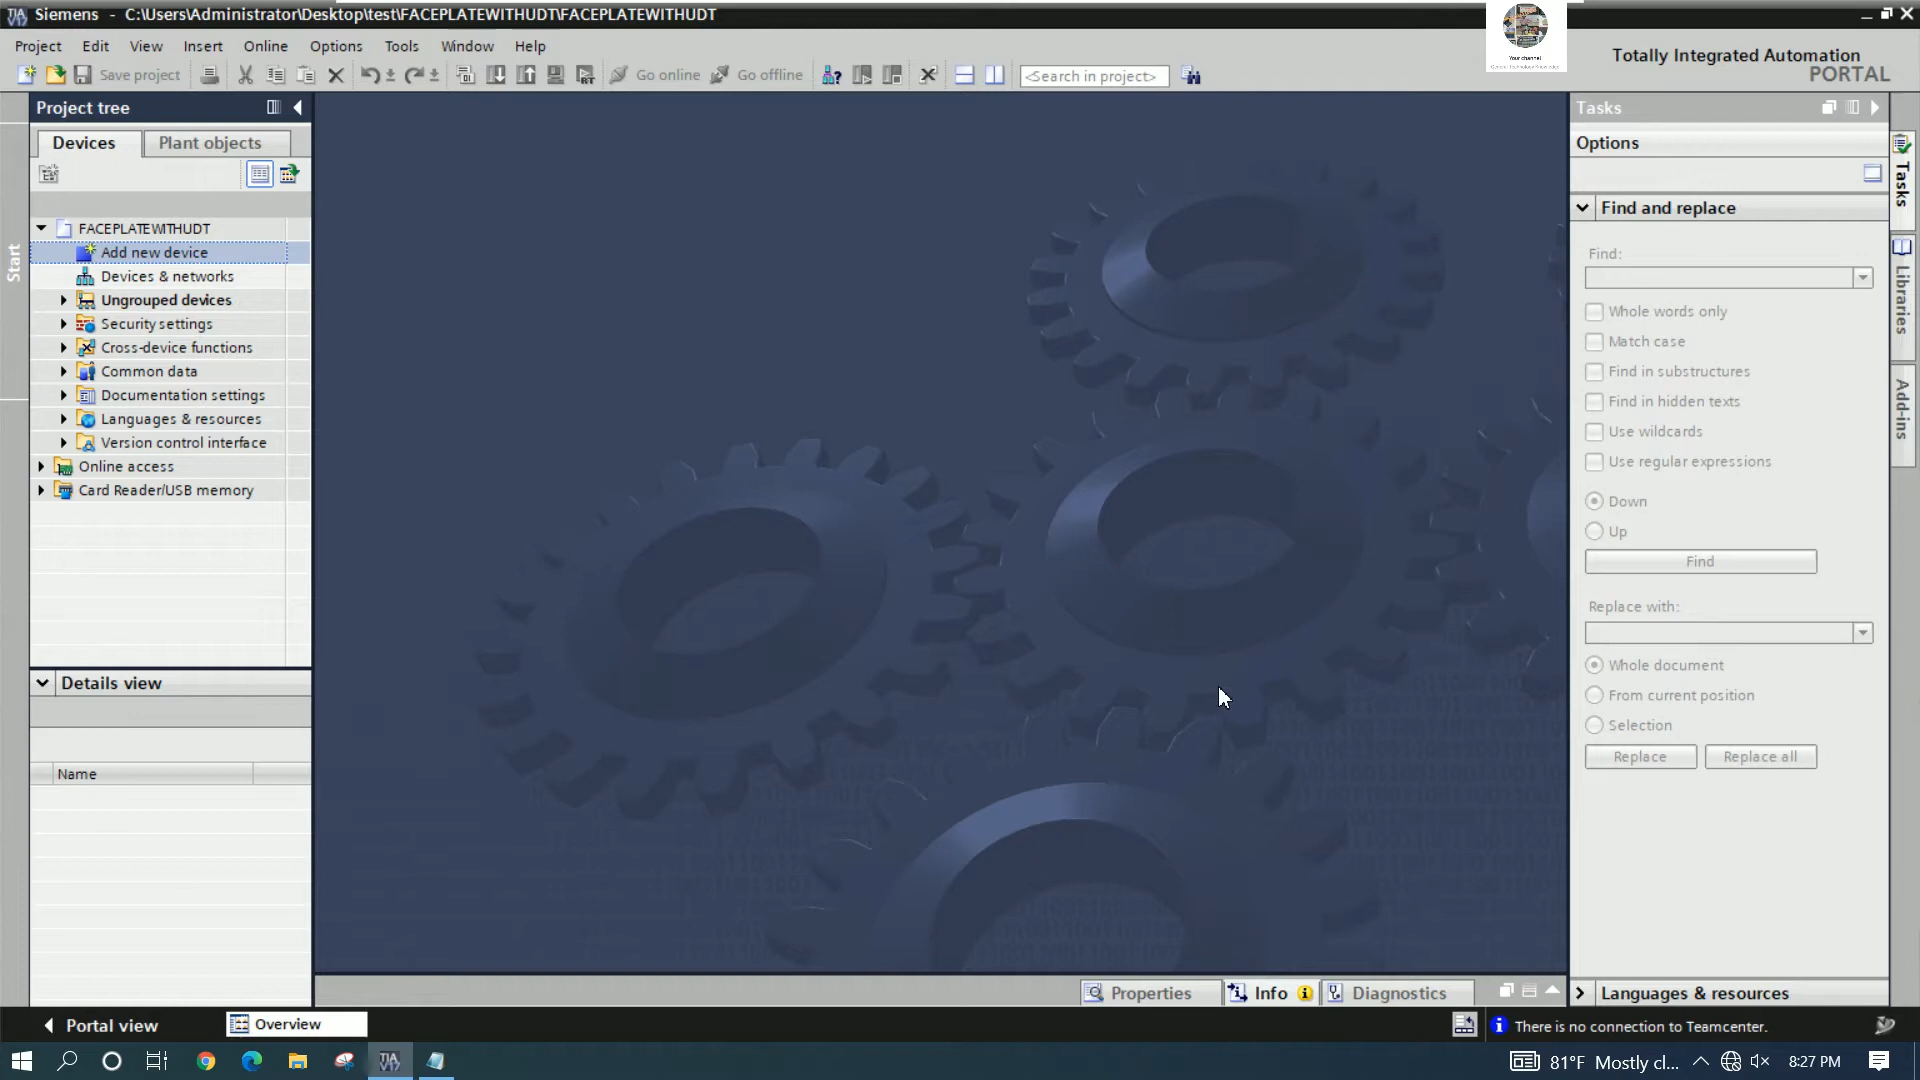 Siemens - C:\Users\Administrator\Desktop\test\FACEPLATEWITHUDT\FACEPLATEWITHUDT
Your channel
Project Edit View Insert Online Options Tools Window Help
Totally Integrated Automation
PORTAL
Save project
Go online
Go offline
<Search in project>
Project tree
Devices
Plant objects
Start
FACEPLATEWITHUDT
Add new device
Devices & networks
Ungrouped devices
Security settings
Cross-device functions
Common data
Documentation settings
Languages & resources
Version control interface
Online access
Card Reader/USB memory
Details view
Name
Tasks
Options
Find and replace
Find:
Whole words only
Match case
Find in substructures
Find in hidden texts
Use wildcards
Use regular expressions
Down
Up
Find
Replace with:
Whole document
From current position
Selection
Replace
Replace all
Languages & resources
Tasks
Libraries
Add-ins
Properties
Info
Diagnostics
Portal view
Overview
There is no connection to Teamcenter.
81°F Mostly cl...
8:27 PM